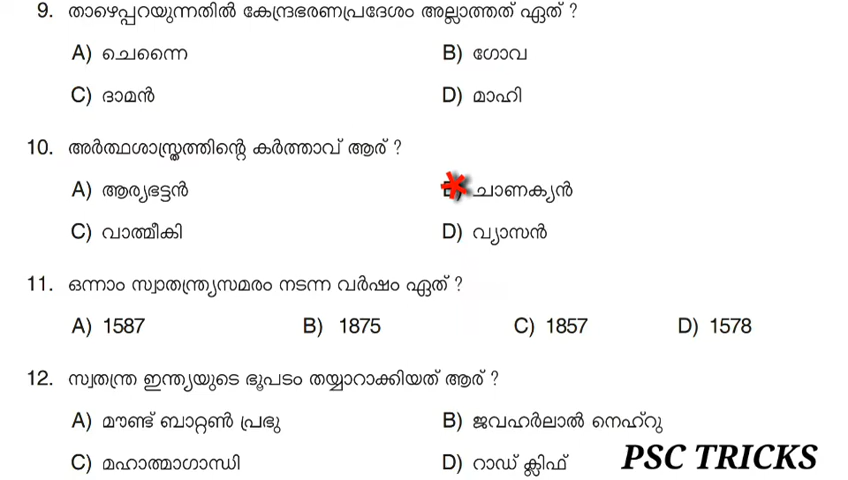 9. താഴെപ്പറയുന്നതിൽ കേന്ദ്രഭരണപ്രദേശം അല്ലാത്തത് ഏത് ?
A) ചെന്നൈ B) ഗോവ
C) ദാമൻ D) മാഹി
10. അർത്ഥശാസ്ത്രത്തിന്റെ കർത്താവ് ആര് ?
A) ആര്യഭട്ടൻ B) ചാണക്യൻ
C) വാത്മീകി D) വ്യാസൻ
11. ഒന്നാം സ്വാതന്ത്ര്യസമരം നടന്ന വർഷം ഏത് ?
A) 1587 B) 1875 C) 1857 D) 1578
12. സ്വതന്ത്ര ഇന്ത്യയുടെ ഭൂപടം തയ്യാറാക്കിയത് ആര് ?
A) മൗണ്ട് ബാറ്റൺ പ്രഭു B) ജവഹർലാൽ നെഹ്റു
C) മഹാത്മാഗാന്ധി D) റാഡ് ക്ലിഫ്
PSC TRICKS